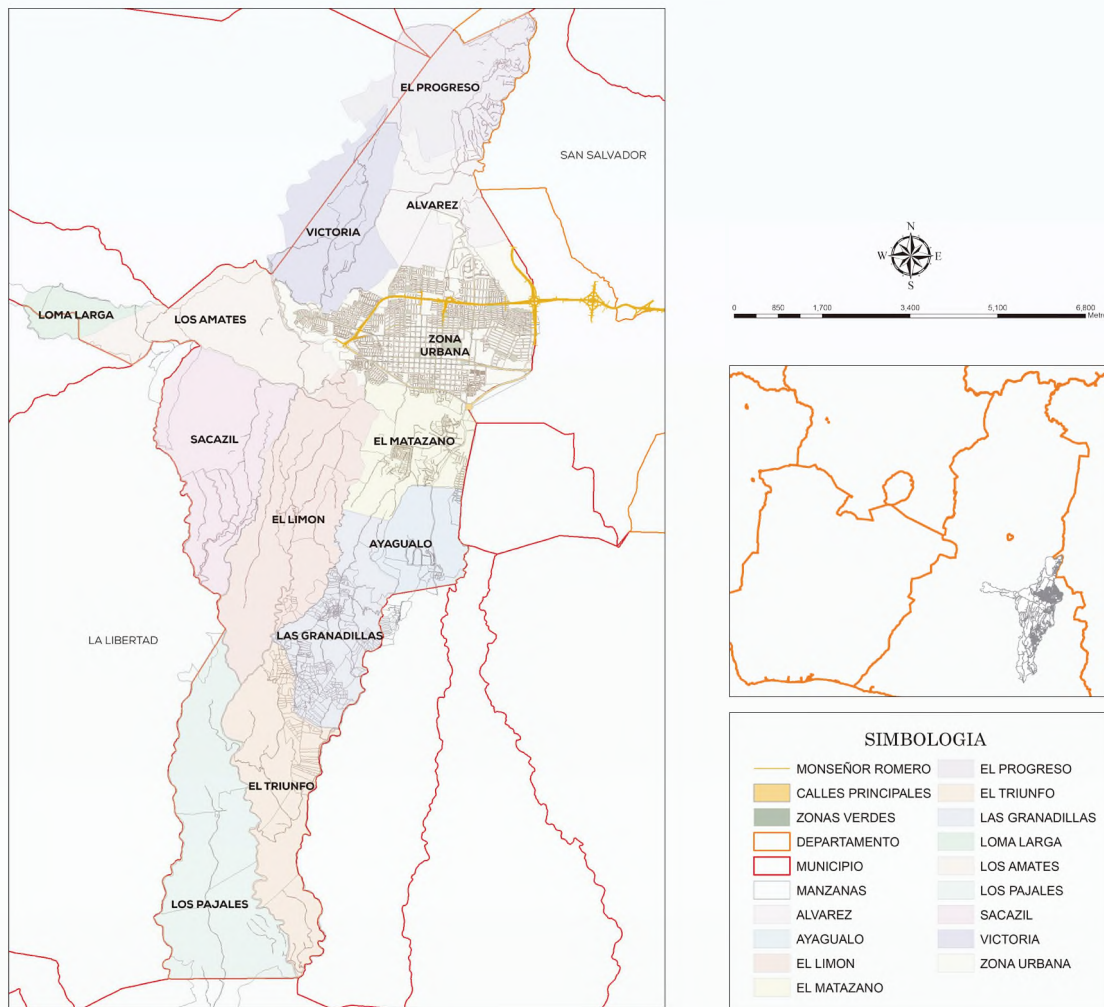 EL PROGRESO
SAN SALVADOR
ALVAREZ
VICTORIA
LOMA LARGA
LOS AMATES
ZONA
URBANA
SACAZIL
EL MATAZANO
EL LIMON
AYAGUALO
LA LIBERTAD
LAS GRANADILLAS
EL TRIUNFO
LOS PAJALES
N
W E
S
0 850 1,700 3,400 5,100 6,800
SIMBOLOGIA
MONSEÑOR ROMERO
CALLES PRINCIPALES
ZONAS VERDES
DEPARTAMENTO
MUNICIPIO
MANZANAS
ALVAREZ
AYAGUALO
EL LIMON
EL MATAZANO
EL PROGRESO
EL TRIUNFO
LAS GRANADILLAS
LOMA LARGA
LOS AMATES
LOS PAJALES
SACAZIL
VICTORIA
ZONA URBANA